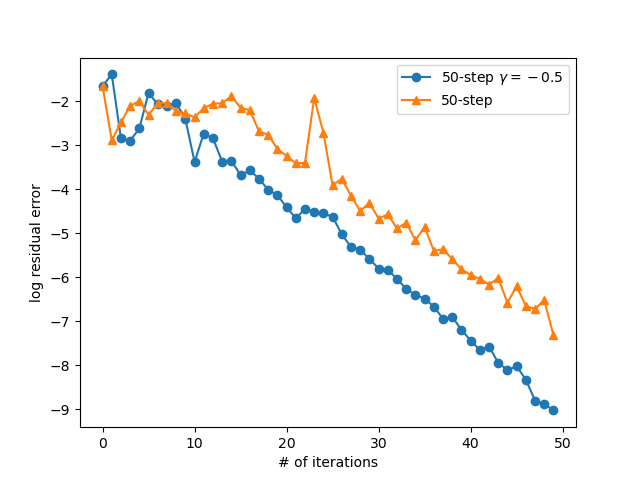 50-step γ = −0.5
50-step
log residual error
−2
−3
−4
−5
−6
−7
−8
−9
0 10 20 30 40 50
# of iterations